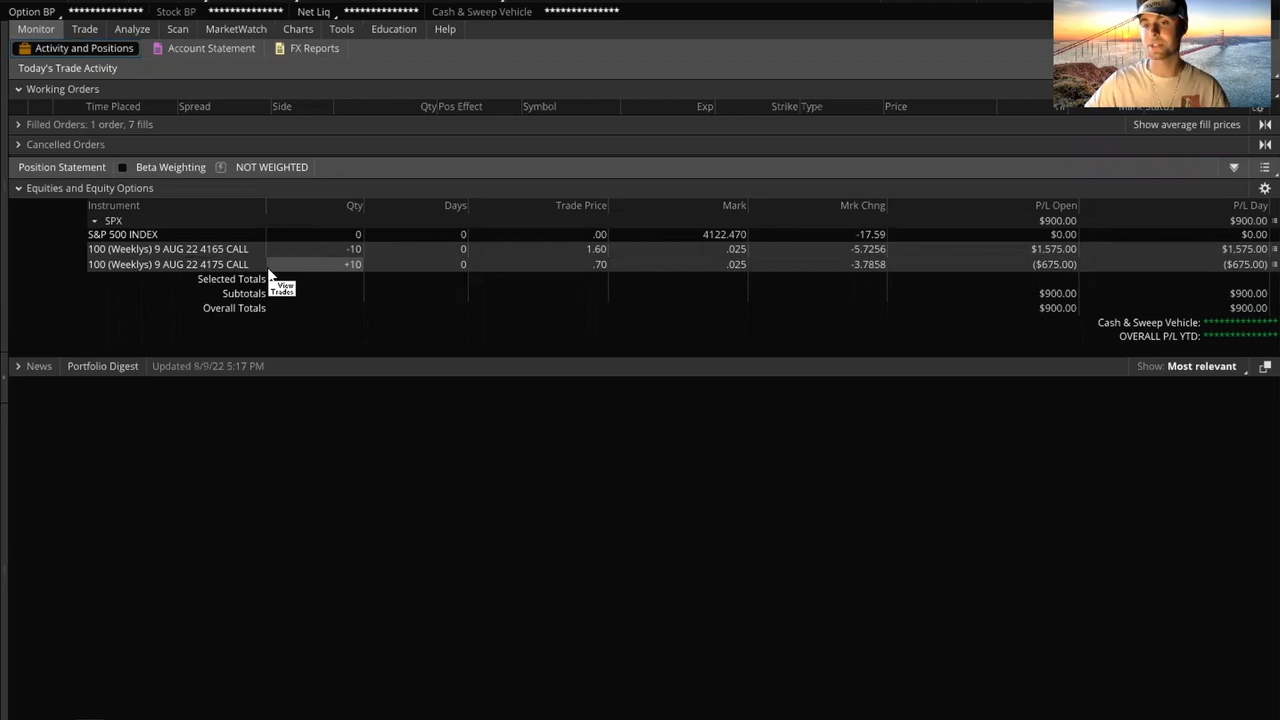 Option BP ************** Stock BP ************** Net Liq ************** Cash & Sweep Vehicle **************
Monitor Trade Analyze Scan MarketWatch Charts Tools Education Help
Activity and Positions Account Statement FX Reports
Today's Trade Activity
Working Orders
Time Placed Spread Side Qty Pos Effect Symbol Exp Strike Type Price
Filled Orders: 1 order, 7 fills Show average fill prices
Cancelled Orders
Position Statement Beta Weighting NOT WEIGHTED
Equities and Equity Options
Instrument Qty Days Trade Price Mark Mrk Chng P/L Open P/L Day
SPX $900.00 $900.00
S&P 500 INDEX 0 0 .00 4122.470 -17.59 $0.00 $0.00
100 (Weeklys) 9 AUG 22 4165 CALL -10 0 1.60 .025 -5.7256 $1,575.00 $1,575.00
100 (Weeklys) 9 AUG 22 4175 CALL +10 0 .70 .025 -3.7858 ($675.00) ($675.00)
Selected Totals
View Trades
Subtotals $900.00 $900.00
Overall Totals $900.00 $900.00
Cash & Sweep Vehicle: **************
OVERALL P/L YTD: **************
News Portfolio Digest Updated 8/9/22 5:17 PM Show: Most relevant